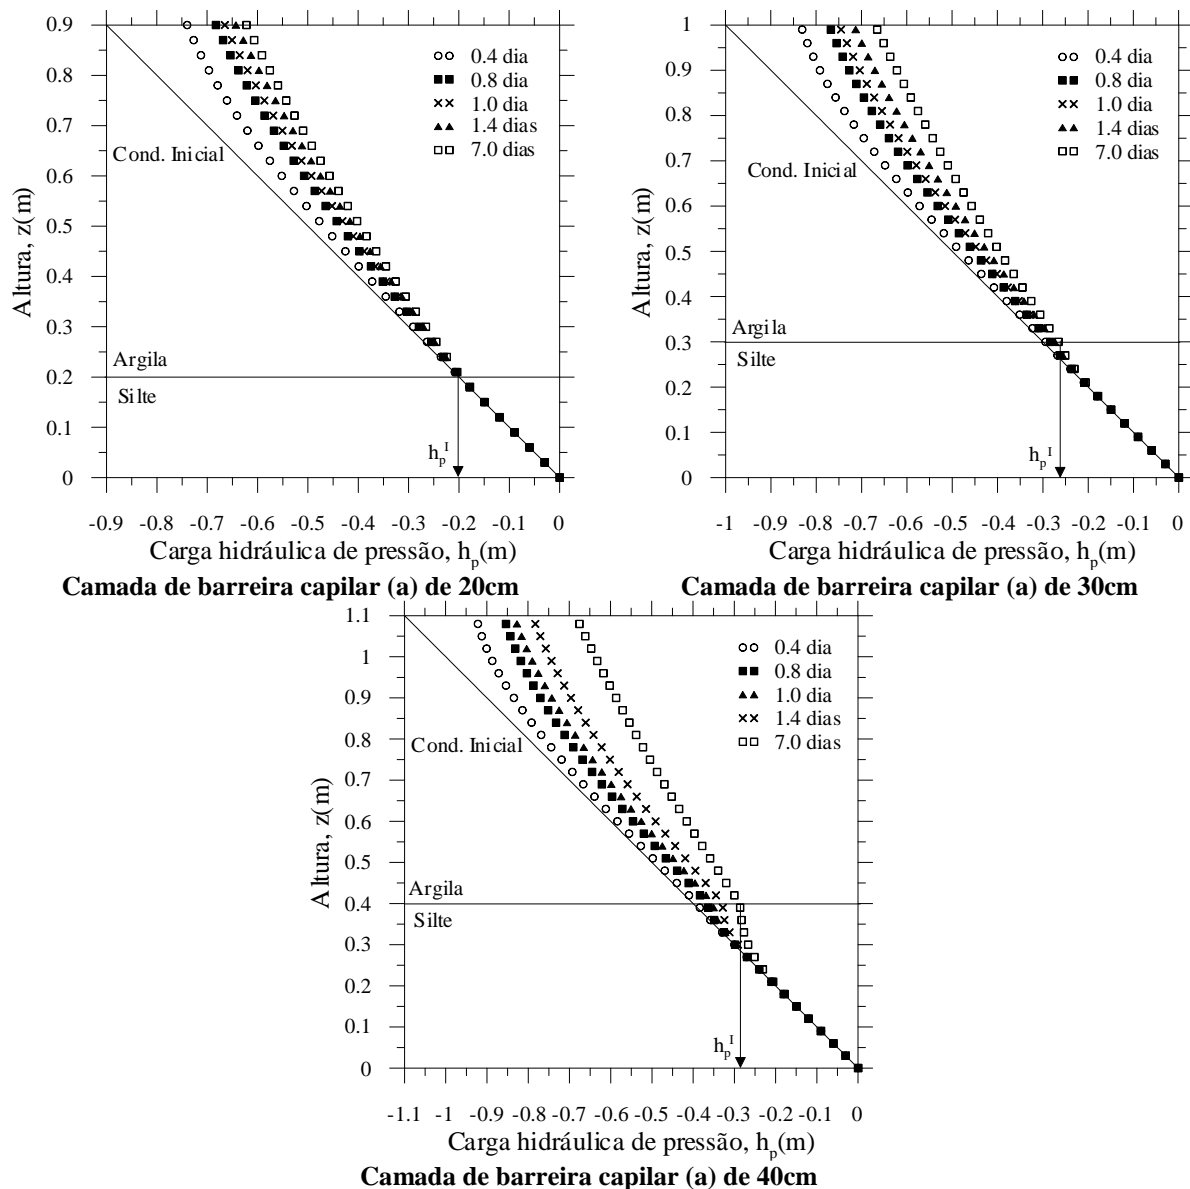 0.9
0.8
0.7
0.6
0.5
0.4
0.3
0.2
0.1
0
Altura, z(m)
0.4 dia
0.8 dia
1.0 dia
1.4 dias
7.0 dias
Cond. Inicial
Argila
Silte
h_p^I
-0.9 -0.8 -0.7 -0.6 -0.5 -0.4 -0.3 -0.2 -0.1 0
Carga hidráulica de pressão, h_p(m)
Camada de barreira capilar (a) de 20cm
1
0.9
0.8
0.7
0.6
0.5
0.4
0.3
0.2
0.1
0
Altura, z(m)
0.4 dia
0.8 dia
1.0 dia
1.4 dias
7.0 dias
Cond. Inicial
Argila
Silte
h_p^I
-1 -0.9 -0.8 -0.7 -0.6 -0.5 -0.4 -0.3 -0.2 -0.1 0
Carga hidráulica de pressão, h_p(m)
Camada de barreira capilar (a) de 30cm
1.1
1
0.9
0.8
0.7
0.6
0.5
0.4
0.3
0.2
0.1
0
Altura, z(m)
0.4 dia
0.8 dia
1.0 dia
1.4 dias
7.0 dias
Cond. Inicial
Argila
Silte
h_p^I
-1.1 -1 -0.9 -0.8 -0.7 -0.6 -0.5 -0.4 -0.3 -0.2 -0.1 0
Carga hidráulica de pressão, h_p(m)
Camada de barreira capilar (a) de 40cm